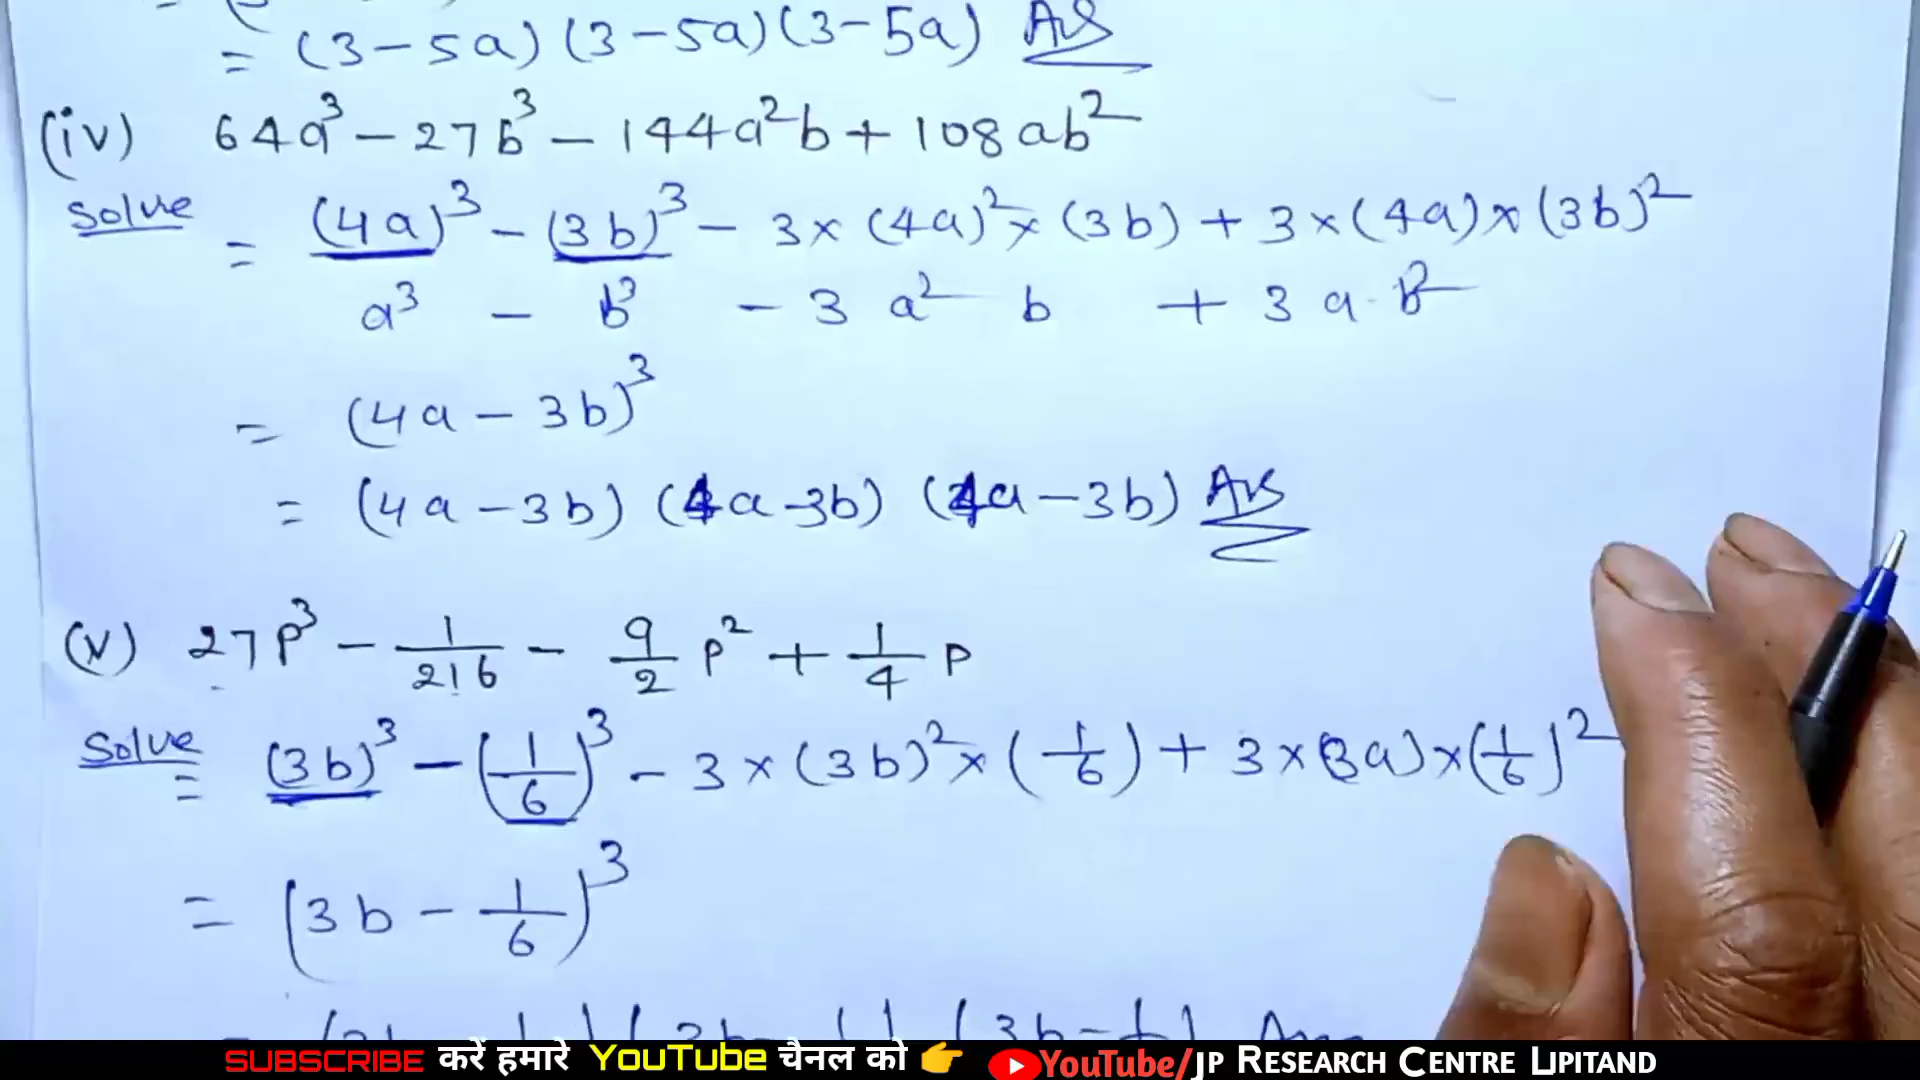 = (3-5a)(3-5a)(3-5a) Ans
(iv) 64a³ - 27b³ - 144a²b + 108ab²
Solve
= (4a)³ - (3b)³ - 3×(4a)²×(3b) + 3×(4a)×(3b)²
a³ - b³ - 3 a² b + 3 a·b²
= (4a-3b)³
= (4a-3b) (4a-3b) (4a-3b) Ans
(v) 27p³ - 1/216 - 9/2 p² + 1/4 p
Solve
= (3b)³ - (1/6)³ - 3×(3b)²×(1/6) + 3×(3a)×(1/6)²
= (3b - 1/6)³
SUBSCRIBE करें हमारे YouTube चैनल को 👉 YouTube/JP RESEARCH CENTRE LIPITAND